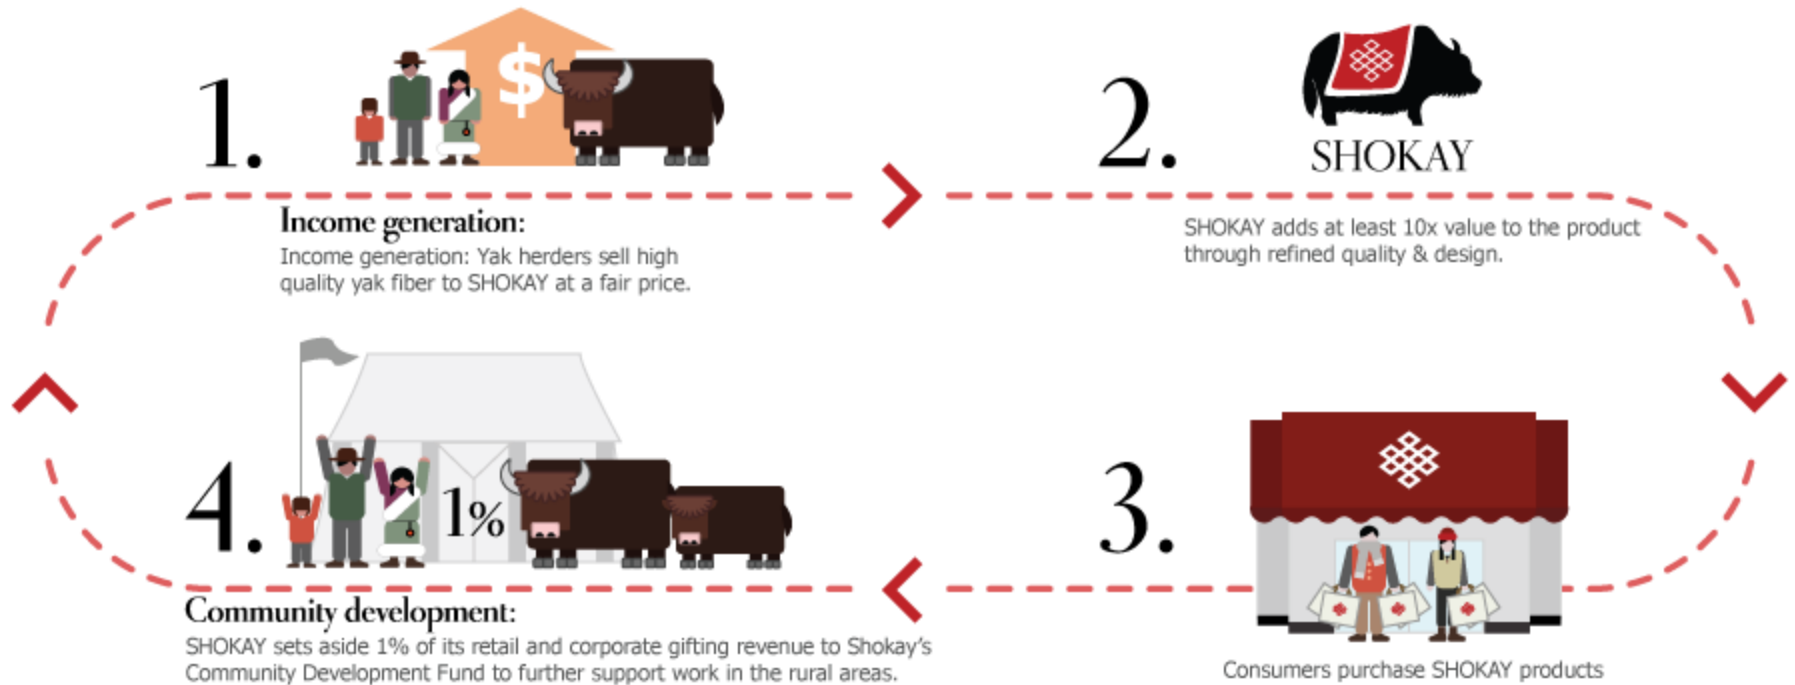 1.
$
Income generation:
Income generation: Yak herders sell high
quality yak fiber to SHOKAY at a fair price.
2.
SHOKAY
SHOKAY adds at least 10x value to the product
through refined quality & design.
3.
Consumers purchase SHOKAY products
4.
1%
Community development:
SHOKAY sets aside 1% of its retail and corporate gifting revenue to Shokay's
Community Development Fund to further support work in the rural areas.